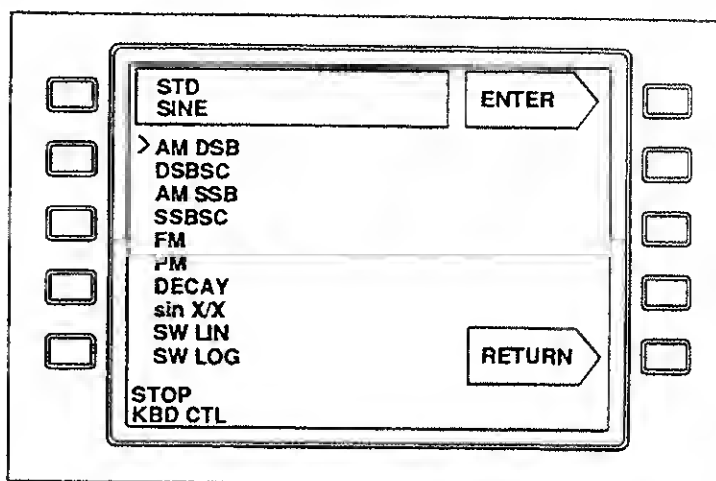 STD
SINE
ENTER
>AM DSB
DSBSC
AM SSB
SSBSC
FM
PM
DECAY
sin X/X
SW LIN
SW LOG
RETURN
STOP
KBD CTL